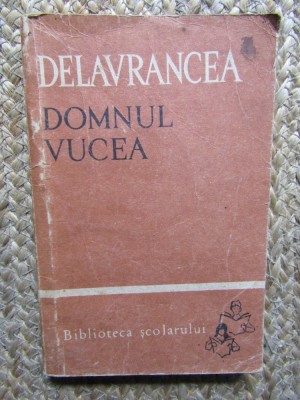 DELAVRANCEA
DOMNUL
VUCEA
Biblioteca școlarului